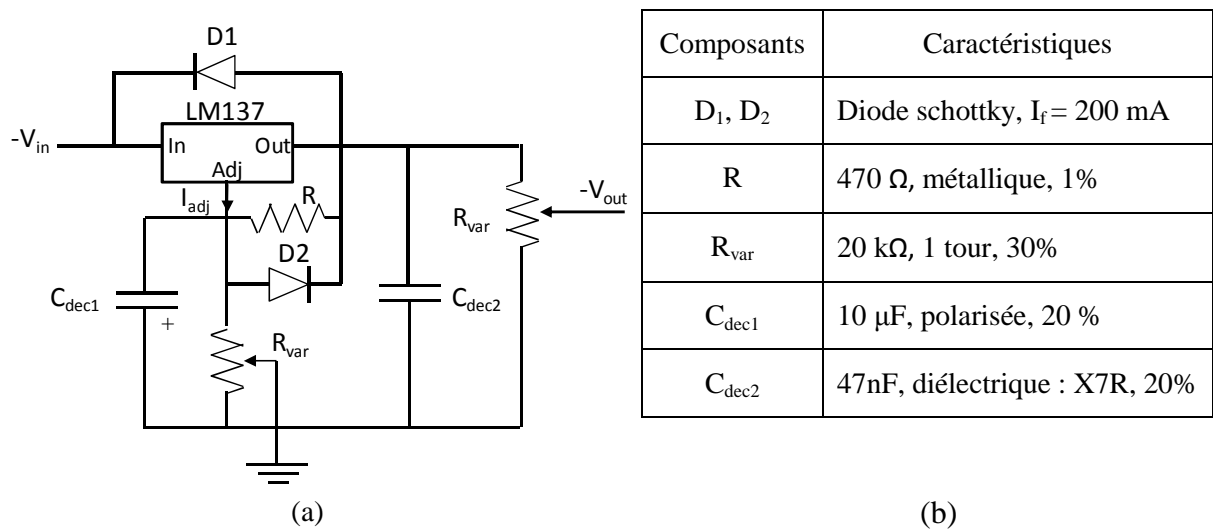 D1
LM137
-Vin
In
Out
Adj
Iadj
R
D2
Rvar
-Vout
Cdec1
+
Rvar
Cdec2
(a)
Composants Caractéristiques
D1, D2 Diode schottky, If = 200 mA
R 470 Ω, métallique, 1%
Rvar 20 kΩ, 1 tour, 30%
Cdec1 10 µF, polarisée, 20 %
Cdec2 47nF, diélectrique : X7R, 20%
(b)